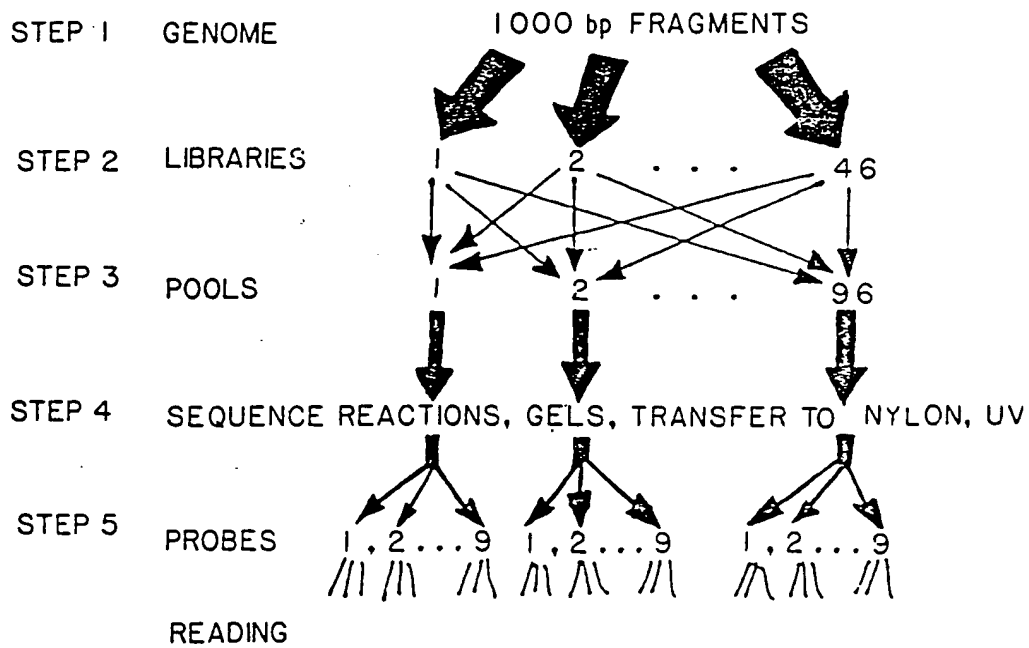 STEP 1 GENOME 1000 bp FRAGMENTS
STEP 2 LIBRARIES 1 2 . . . 46
STEP 3 POOLS 1 2 . . . 96
STEP 4 SEQUENCE REACTIONS, GELS, TRANSFER TO NYLON, UV
STEP 5 PROBES 1,2...9 1,2...9 1,2...9
READING